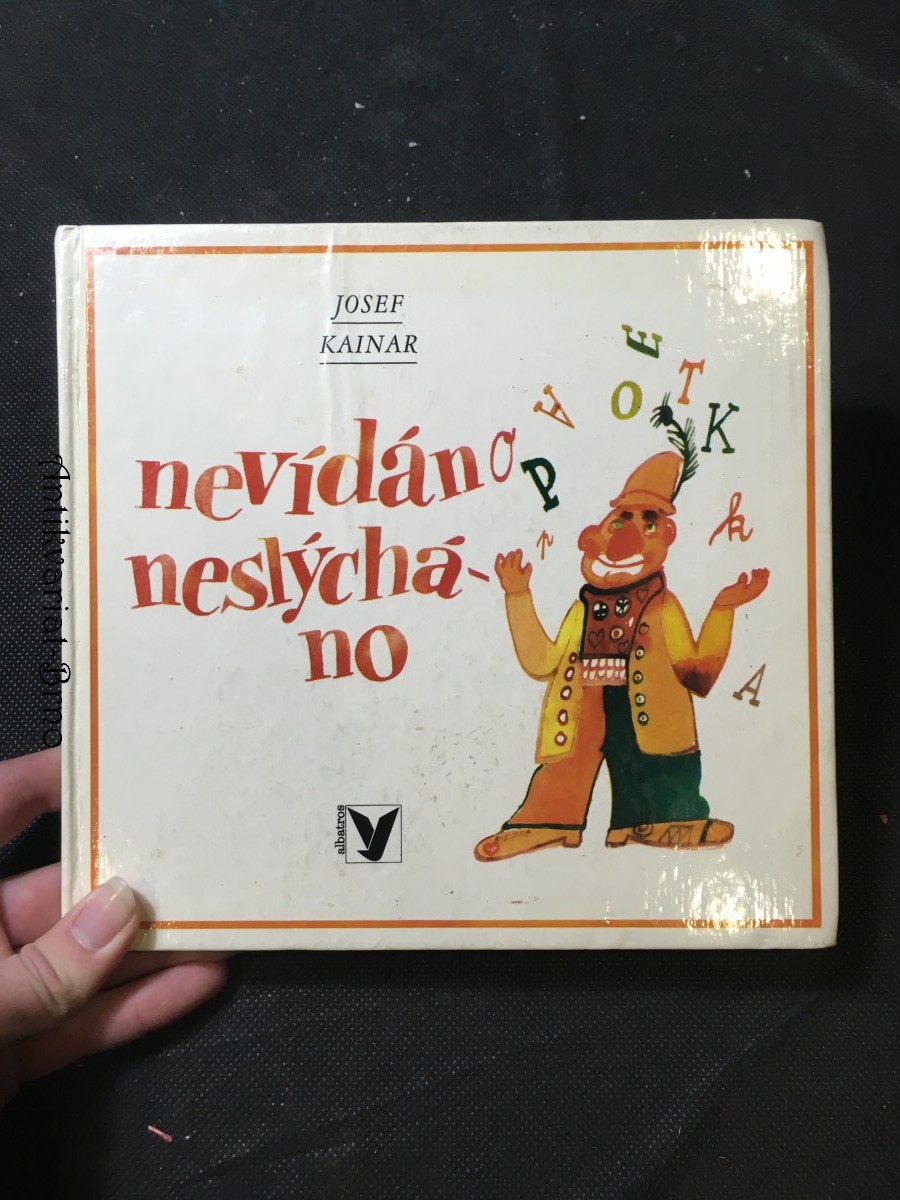 JOSEF
KAINAR
nevídáno
neslýchá-
no
E
T
A
O
K
P
k
A
albatros
Antikvariat-Brno